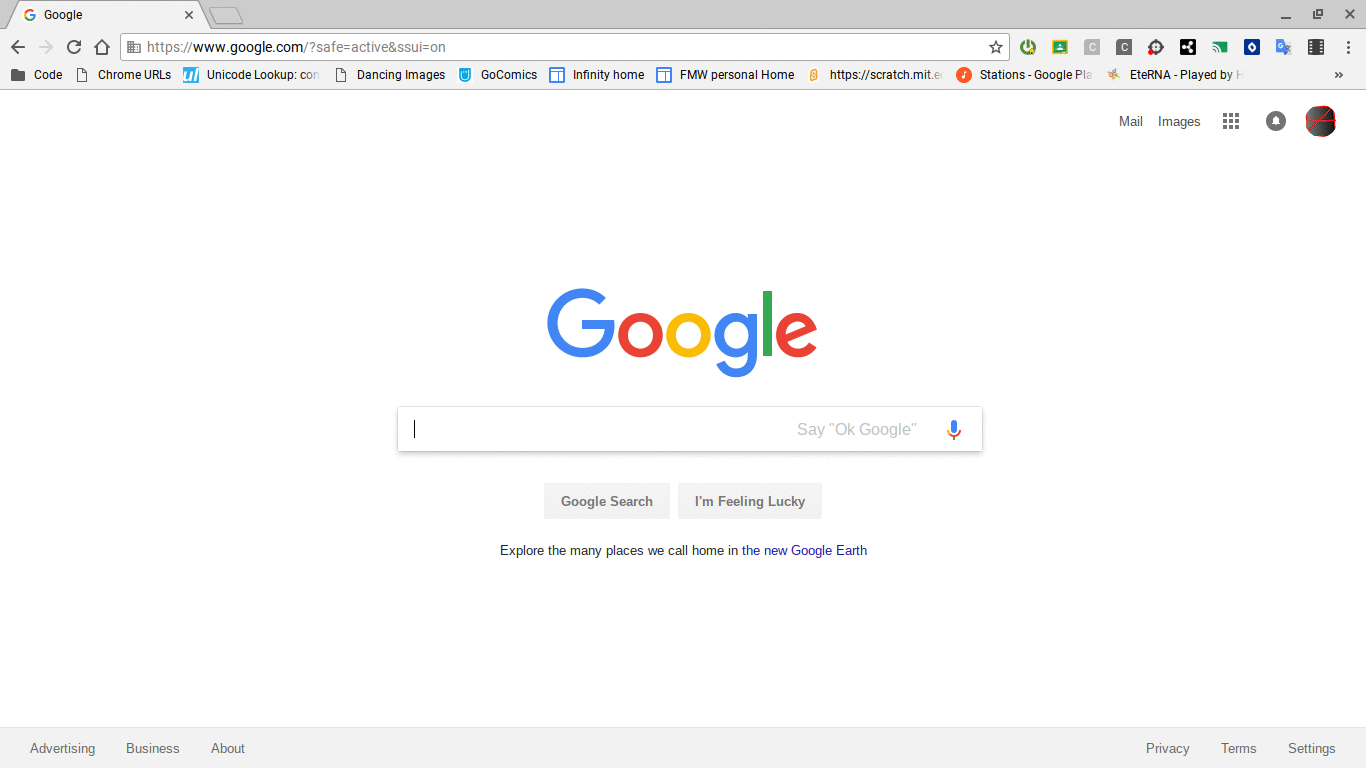 Google
https://www.google.com/?safe=active&ssui=on
Code Chrome URLs Unicode Lookup: con Dancing Images GoComics Infinity home FMW personal Home https://scratch.mit.e Stations - Google Pla EteRNA - Played by H »
Mail Images
Google
Say "Ok Google"
Google Search I'm Feeling Lucky
Explore the many places we call home in the new Google Earth
Advertising Business About Privacy Terms Settings